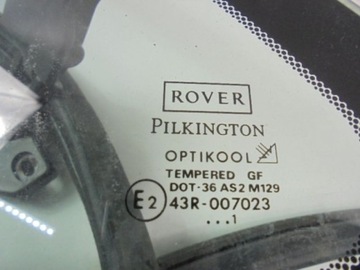 ROVER
PILKINGTON
OPTIKOOL
TEMPERED GF
DOT-36 AS2 M129
E2 43R-007023
...1